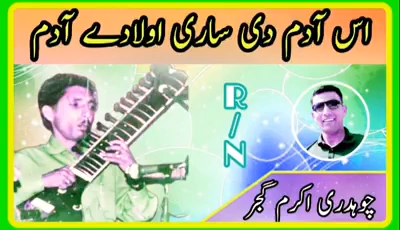 اس آدم دی ساری اولادے آدم
R/N
چوہدری اکرم گجر